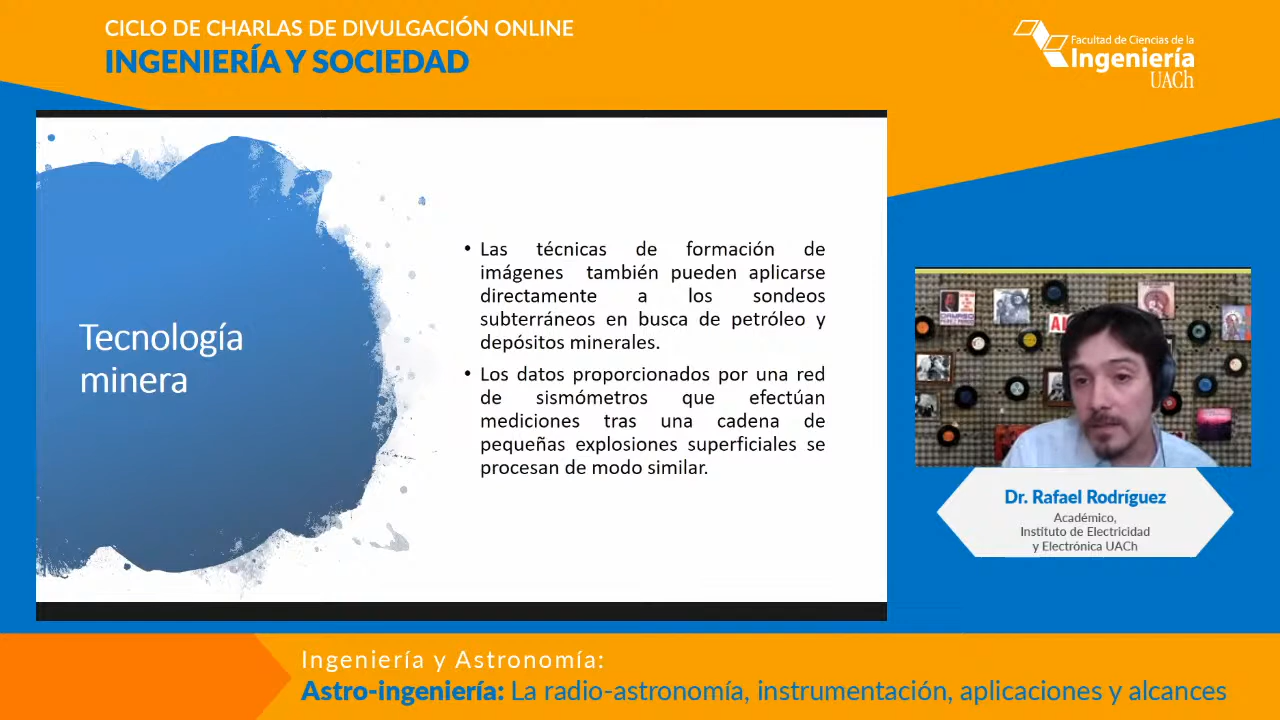 CICLO DE CHARLAS DE DIVULGACIÓN ONLINE
INGENIERÍA Y SOCIEDAD
Facultad de Ciencias de la
Ingeniería
UACh
Tecnología
minera
• Las técnicas de formación de
imágenes también pueden aplicarse
directamente a los sondeos
subterráneos en busca de petróleo y
depósitos minerales.
• Los datos proporcionados por una red
de sismómetros que efectúan
mediciones tras una cadena de
pequeñas explosiones superficiales se
procesan de modo similar.
Dr. Rafael Rodríguez
Académico,
Instituto de Electricidad
y Electrónica UACh
Ingeniería y Astronomía:
Astro-ingeniería: La radio-astronomía, instrumentación, aplicaciones y alcances